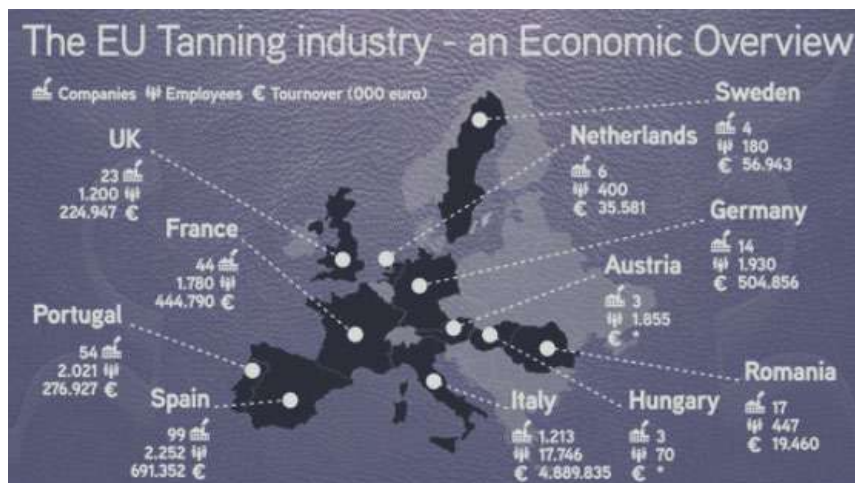 The EU Tanning industry - an Economic Overview
Companies Employees € Tournover (000 euro)
Sweden
4
180
€ 56.943
UK
23
1.200
224.947 €
Netherlands
6
400
€ 35.581
France
44
1.780
444.790 €
Germany
14
1.930
€ 504.856
Austria
3
1.855
€ *
Portugal
54
2.021
276.927 €
Spain
99
2.252
691.352 €
Italy
1.213
17.746
€ 4.889.835
Hungary
3
70
€ *
Romania
17
447
€ 19.460